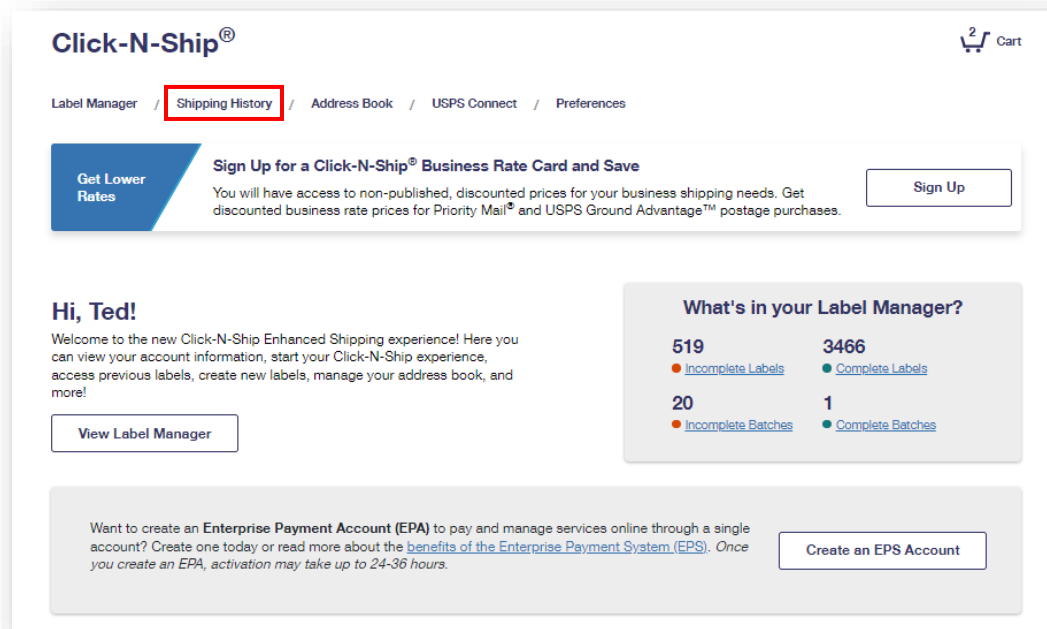 Click-N-Ship®
2
Cart
Label Manager / Shipping History / Address Book / USPS Connect / Preferences
Get Lower
Rates
Sign Up for a Click-N-Ship® Business Rate Card and Save
You will have access to non-published, discounted prices for your business shipping needs. Get
discounted business rate prices for Priority Mail® and USPS Ground Advantage™ postage purchases.
Sign Up
Hi, Ted!
Welcome to the new Click-N-Ship Enhanced Shipping experience! Here you
can view your account information, start your Click-N-Ship experience,
access previous labels, create new labels, manage your address book, and
more!
View Label Manager
What's in your Label Manager?
519
Incomplete Labels
3466
Complete Labels
20
Incomplete Batches
1
Complete Batches
Want to create an Enterprise Payment Account (EPA) to pay and manage services online through a single
account? Create one today or read more about the benefits of the Enterprise Payment System (EPS). Once
you create an EPA, activation may take up to 24-36 hours.
Create an EPS Account